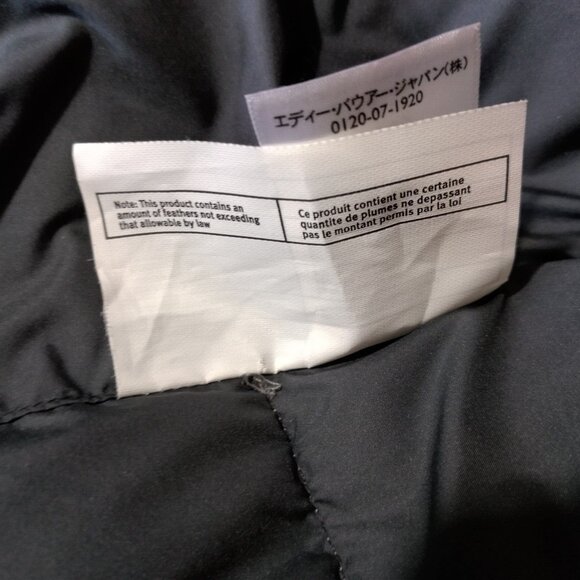 エディー・バウアー・ジャパン(株)
0120-07-1920
Note: This product contains an
amount of feathers not exceeding
that allowable by law
Ce produit contient une certaine
quantite de plumes ne depassant
pas le montant permis par la loi